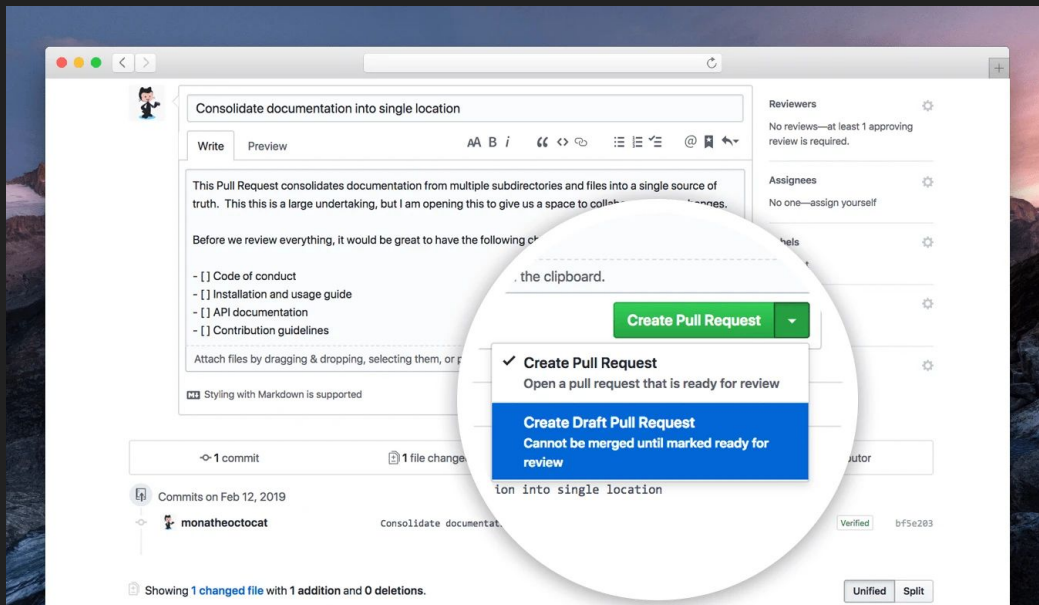 Consolidate documentation into single location
Write Preview
AA B i
This Pull Request consolidates documentation from multiple subdirectories and files into a single source of
truth. This this is a large undertaking, but I am opening this to give us a space to
Before we review everything, it would be great to have the following
- [ ] Code of conduct
- [ ] Installation and usage guide
- [ ] API documentation
- [ ] Contribution guidelines
Attach files by dragging & dropping, selecting them, or
Styling with Markdown is supported
Reviewers
No reviews—at least 1 approving
review is required.
Assignees
No one—assign yourself
the clipboard.
Create Pull Request
✓ Create Pull Request
Open a pull request that is ready for review
Create Draft Pull Request
Cannot be merged until marked ready for
review
ion into single location
1 commit
1 file
Commits on Feb 12, 2019
monatheoctocat
Consolidate
Verified bf5e203
Showing 1 changed file with 1 addition and 0 deletions.
Unified Split